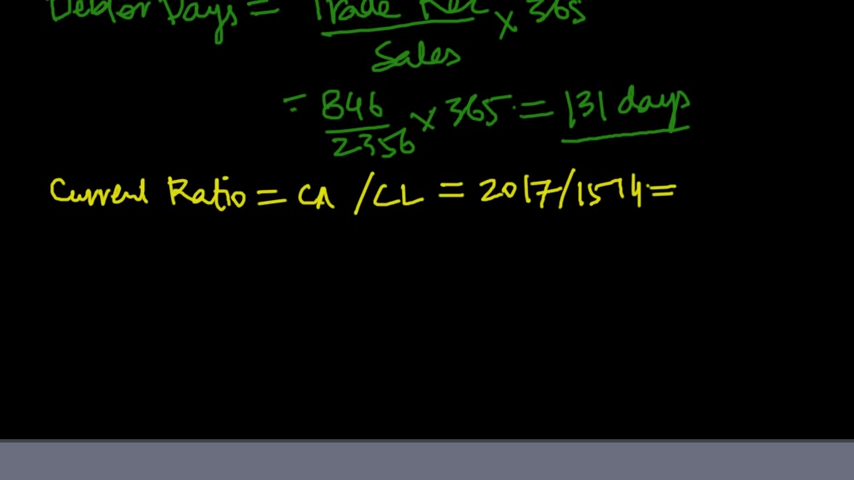 Debtor Days = Trade Rec x 365
Sales
= 846 x 365 = 131 days
2356
Current Ratio = CA / CL = 2017/1574 =